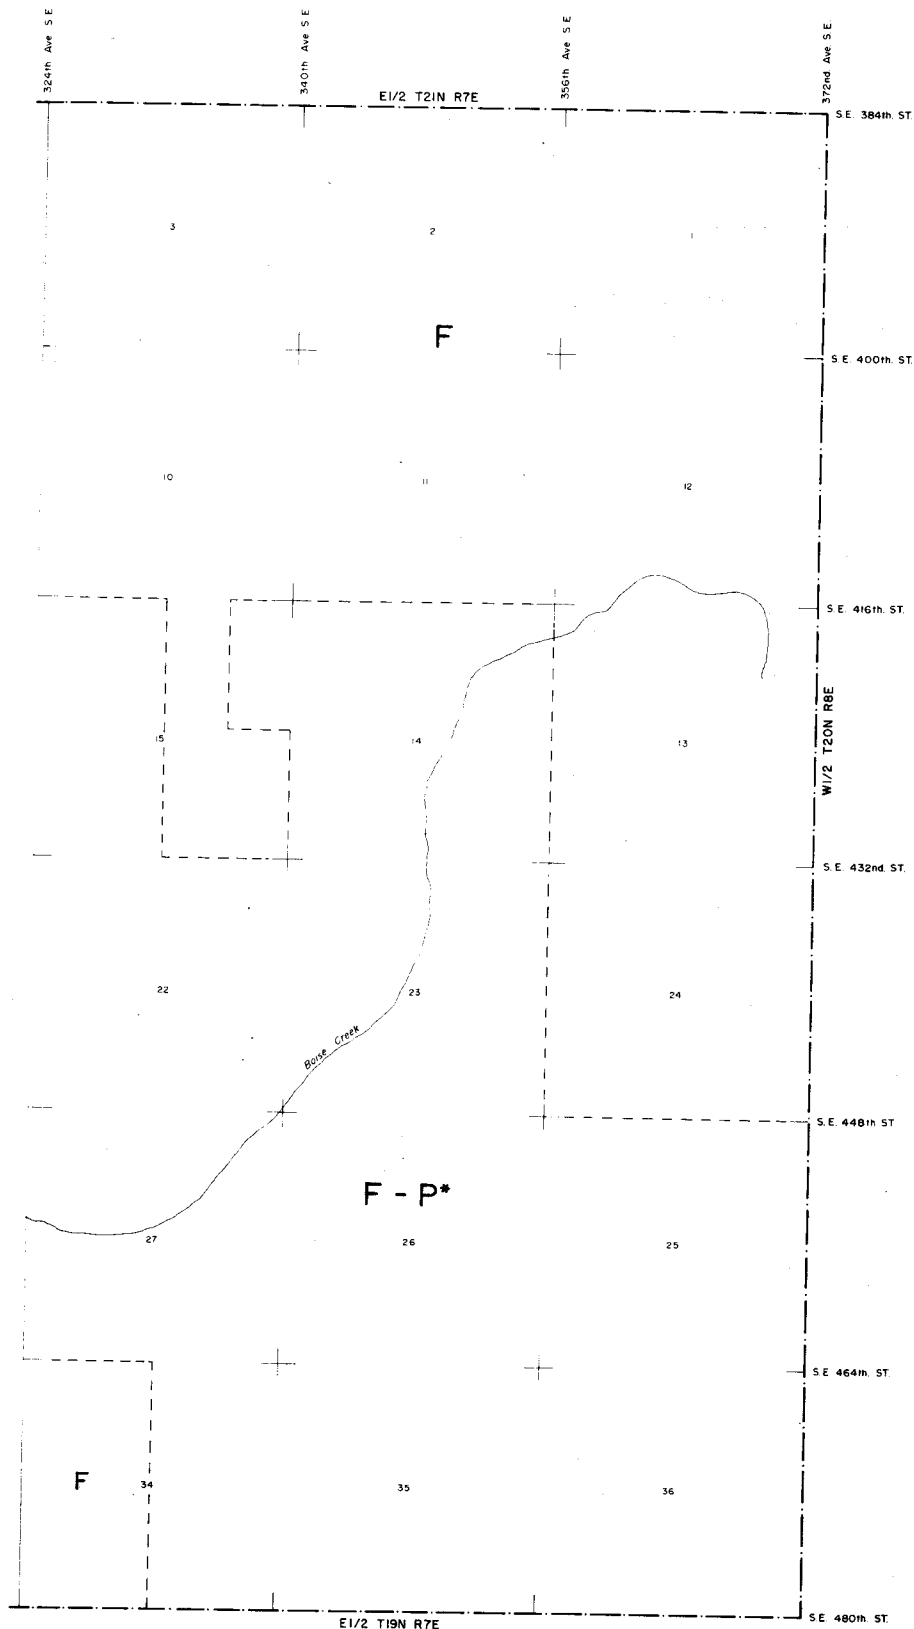 324th Ave S E
340th Ave S E
356th Ave S E
372nd. Ave. S.E.
E1/2 T21N R7E
S.E. 384th. ST.
3
2
1
F
S.E. 400th. ST.
10
11
12
S.E. 416th. ST.
15
14
13
W1/2 T20N R8E
S.E. 432nd. ST.
22
23
24
Boise Creek
S.E. 448th ST
F - P*
27
26
25
S.E 464th. ST.
F
34
35
36
S.E. 480th. ST.
E1/2 T19N R7E